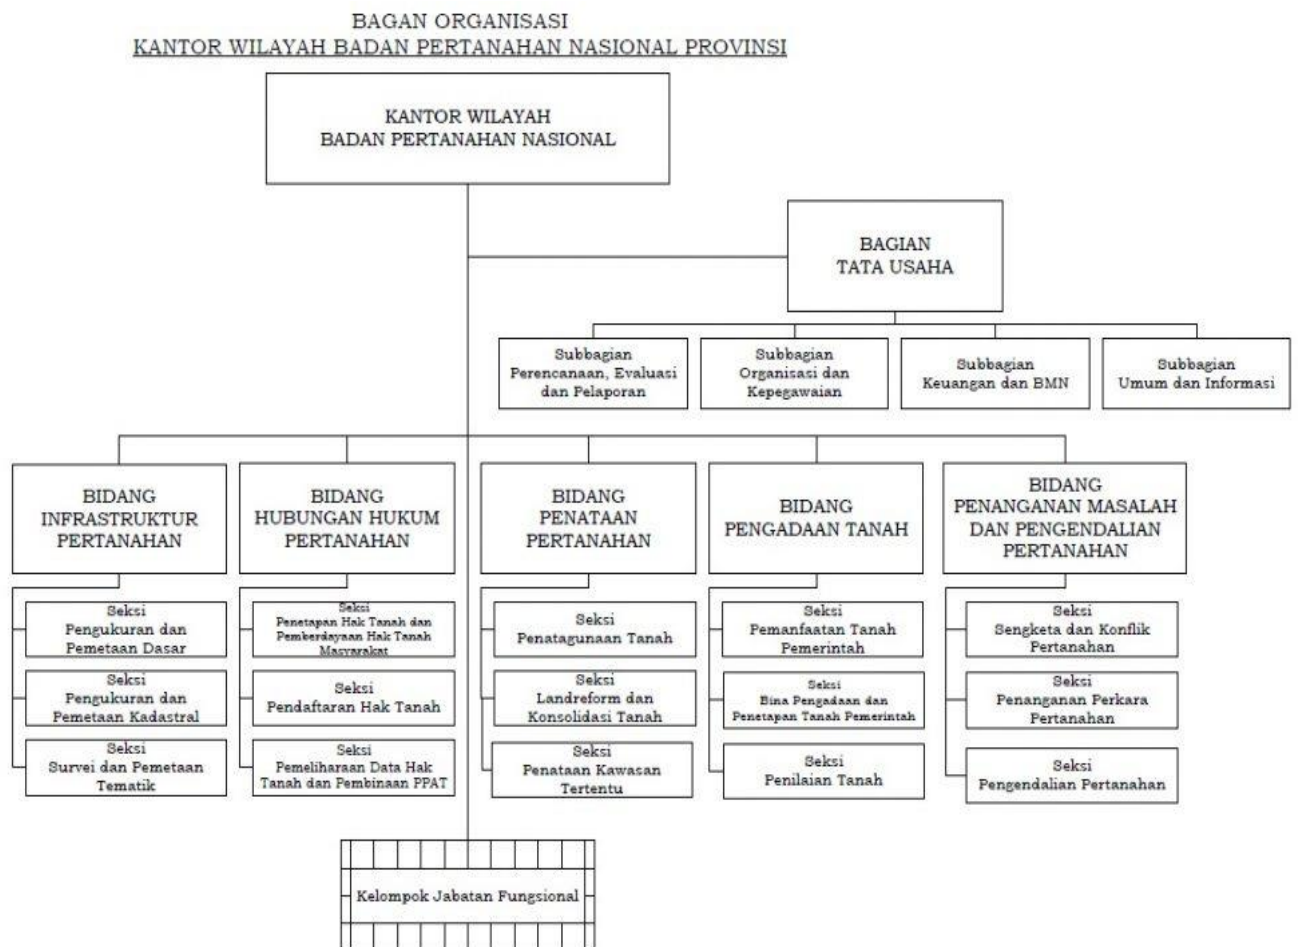 BAGAN ORGANISASI
KANTOR WILAYAH BADAN PERTANAHAN NASIONAL PROVINSI
KANTOR WILAYAH
BADAN PERTANAHAN NASIONAL
BAGIAN
TATA USAHA
Subbagian
Perencanaan, Evaluasi
dan Pelaporan
Subbagian
Organisasi dan
Kepegawaian
Subbagian
Keuangan dan BMN
Subbagian
Umum dan Informasi
BIDANG
INFRASTRUKTUR
PERTANAHAN
Seksi
Pengukuran dan
Pemetaan Dasar
Seksi
Pengukuran dan
Pemetaan Kadastral
Seksi
Survei dan Pemetaan
Tematik
BIDANG
HUBUNGAN HUKUM
PERTANAHAN
Seksi
Penetapan Hak Tanah dan
Pemberdayaan Hak Tanah
Masyarakat
Seksi
Pendaftaran Hak Tanah
Seksi
Pemeliharaan Data Hak
Tanah dan Pembinaan PPAT
BIDANG
PENATAAN
PERTANAHAN
Seksi
Penatagunaan Tanah
Seksi
Landreform dan
Konsolidasi Tanah
Seksi
Penataan Kawasan
Tertentu
BIDANG
PENGADAAN TANAH
Seksi
Pemanfaatan Tanah
Pemerintah
Seksi
Bina Pengadaan dan
Penetapan Tanah Pemerintah
Seksi
Penilaian Tanah
BIDANG
PENANGANAN MASALAH
DAN PENGENDALIAN
PERTANAHAN
Seksi
Sengketa dan Konflik
Pertanahan
Seksi
Penanganan Perkara
Pertanahan
Seksi
Pengendalian Pertanahan
Kelompok Jabatan Fungsional